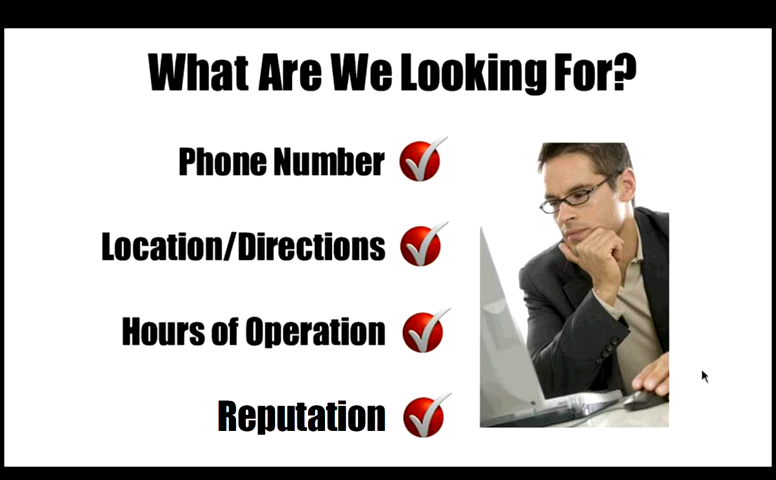 What Are We Looking For?
Phone Number
Location/Directions
Hours of Operation
Reputation